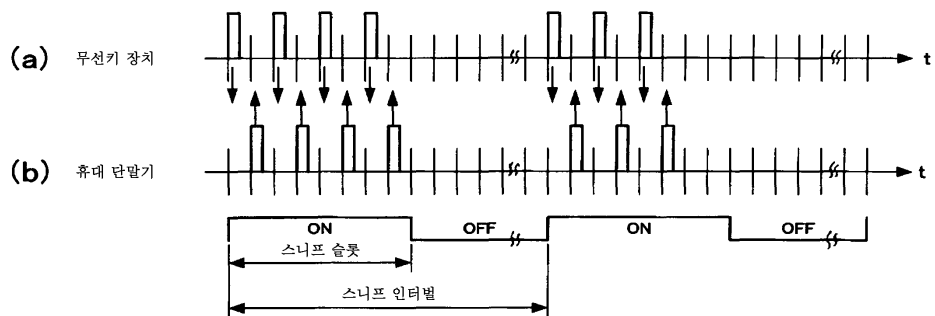 (a) 무선키 장치 t
(b) 휴대 단말기 t
ON OFF ON OFF
스니프 슬롯
스니프 인터벌